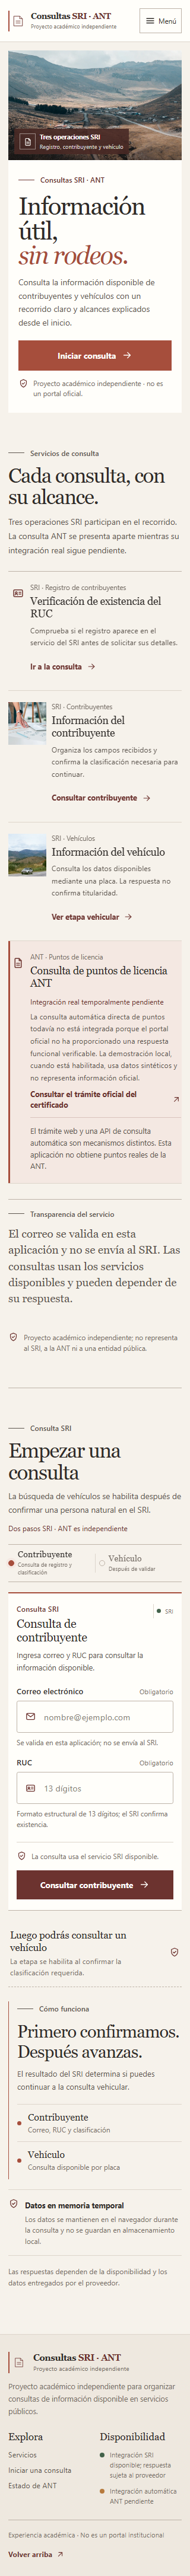 Consultas SRI · ANT
Proyecto académico independiente
Menú
Tres operaciones SRI
Registro, contribuyente y vehículo
Consultas SRI · ANT
Información
útil,
sin rodeos.
Consulta la información disponible de
contribuyentes y vehículos con un
recorrido claro y alcances explicados
desde el inicio.
Iniciar consulta
Proyecto académico independiente · no es
un portal oficial.
Servicios de consulta
Cada consulta, con
su alcance.
Tres operaciones SRI participan en el recorrido.
La consulta ANT se presenta aparte mientras su
integración real sigue pendiente.
SRI · Registro de contribuyentes
Verificación de existencia del
RUC
Comprueba si el registro aparece en el
servicio del SRI antes de solicitar sus detalles.
Ir a la consulta
SRI · Contribuyentes
Información del
contribuyente
Organiza los campos recibidos y
confirma la clasificación necesaria para
continuar.
Consultar contribuyente
SRI · Vehículos
Información del vehículo
Consulta los datos disponibles
mediante una placa. La respuesta no
confirma titularidad.
Ver etapa vehicular
ANT · Puntos de licencia
Consulta de puntos de licencia
ANT
Integración real temporalmente pendiente
La consulta automática directa de puntos
todavía no está integrada porque el portal
oficial no ha proporcionado una respuesta
funcional verificable. La demostración local,
cuando está habilitada, usa datos sintéticos y
no representa información oficial.
Consultar el trámite oficial del
certificado
El trámite web y una API de consulta
automática son mecanismos distintos. Esta
aplicación no obtiene puntos reales de la
ANT.
Transparencia del servicio
El correo se valida en esta
aplicación y no se envía al SRI. Las
consultas usan los servicios
disponibles y pueden depender de
su respuesta.
Proyecto académico independiente; no representa
al SRI, a la ANT ni a una entidad pública.
Consulta SRI
Empezar una
consulta
La búsqueda de vehículos se habilita después de
confirmar una persona natural en el SRI.
Dos pasos SRI · ANT es independiente
Contribuyente
Consulta de registro y
clasificación
Vehículo
Después de validar
Consulta SRI
SRI
Consulta de
contribuyente
Ingresa correo y RUC para consultar la
información disponible.
Correo electrónico
Obligatorio
nombre@ejemplo.com
Se valida en esta aplicación; no se envía al SRI.
RUC
Obligatorio
13 dígitos
Formato estructural de 13 dígitos; el SRI confirma
existencia.
La consulta usa el servicio SRI disponible.
Consultar contribuyente
Luego podrás consultar un
vehículo
La etapa se habilita al confirmar la
clasificación requerida.
Cómo funciona
Primero confirmamos.
Después avanzas.
El resultado del SRI determina si puedes
continuar a la consulta vehicular.
Contribuyente
Correo, RUC y clasificación
Vehículo
Consulta disponible por placa
Datos en memoria temporal
Los datos se mantienen en el navegador durante
la consulta y no se guardan en almacenamiento
local.
Las respuestas dependen de la disponibilidad y los
datos entregados por el proveedor.
Consultas SRI · ANT
Proyecto académico independiente
Proyecto académico independiente para organizar
consultas de información disponible en servicios
públicos.
Explora
Servicios
Iniciar una consulta
Estado de ANT
Disponibilidad
Integración SRI
disponible; respuesta
sujeta al proveedor
Integración automática
ANT pendiente
Experiencia académica · No es un portal institucional
Volver arriba